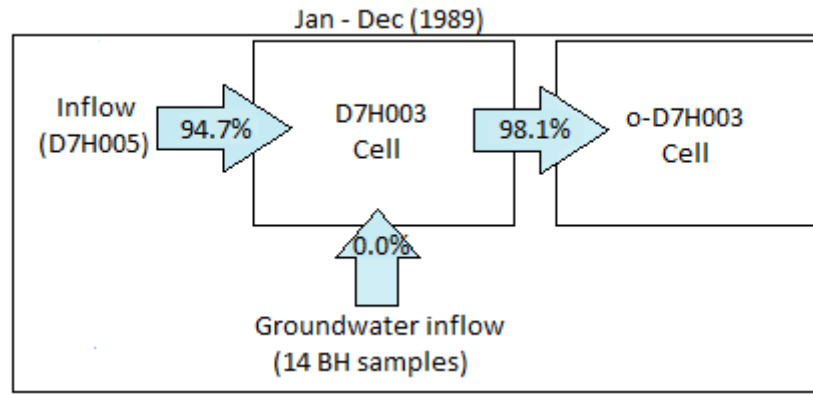 Jan - Dec (1989)
Inflow
(D7H005)
94.7%
D7H003
Cell
98.1%
o-D7H003
Cell
0.0%
Groundwater inflow
(14 BH samples)